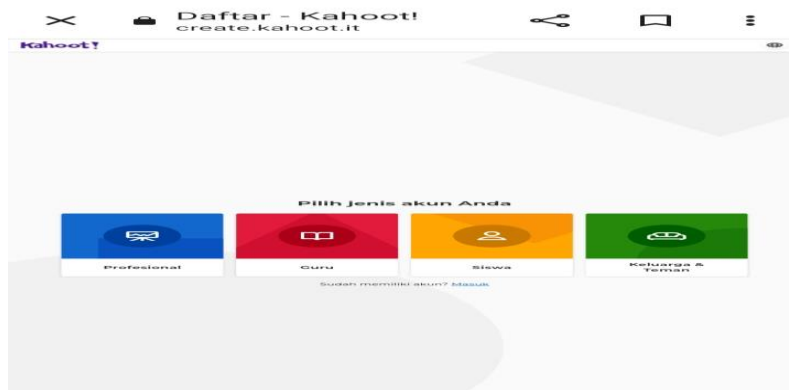 Daftar - Kahoot!
create.kahoot.it
Kahoot!
Pilih jenis akun Anda
Profesional
Guru
Siswa
Keluarga &
Teman
Sudah memiliki akun? Masuk